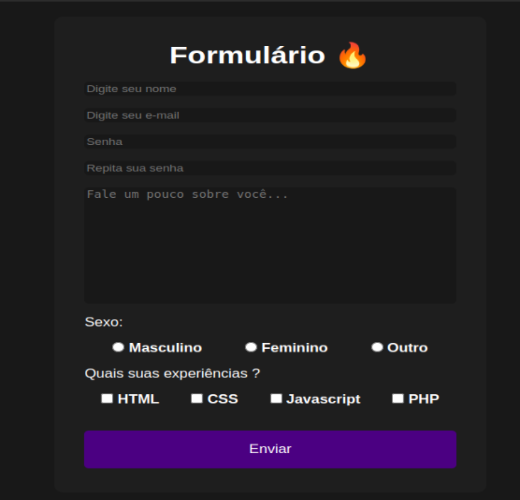 Formulário 🔥
Digite seu nome
Digite seu e-mail
Senha
Repita sua senha
Fale um pouco sobre você...
Sexo:
Masculino Feminino Outro
Quais suas experiências ?
HTML CSS Javascript PHP
Enviar